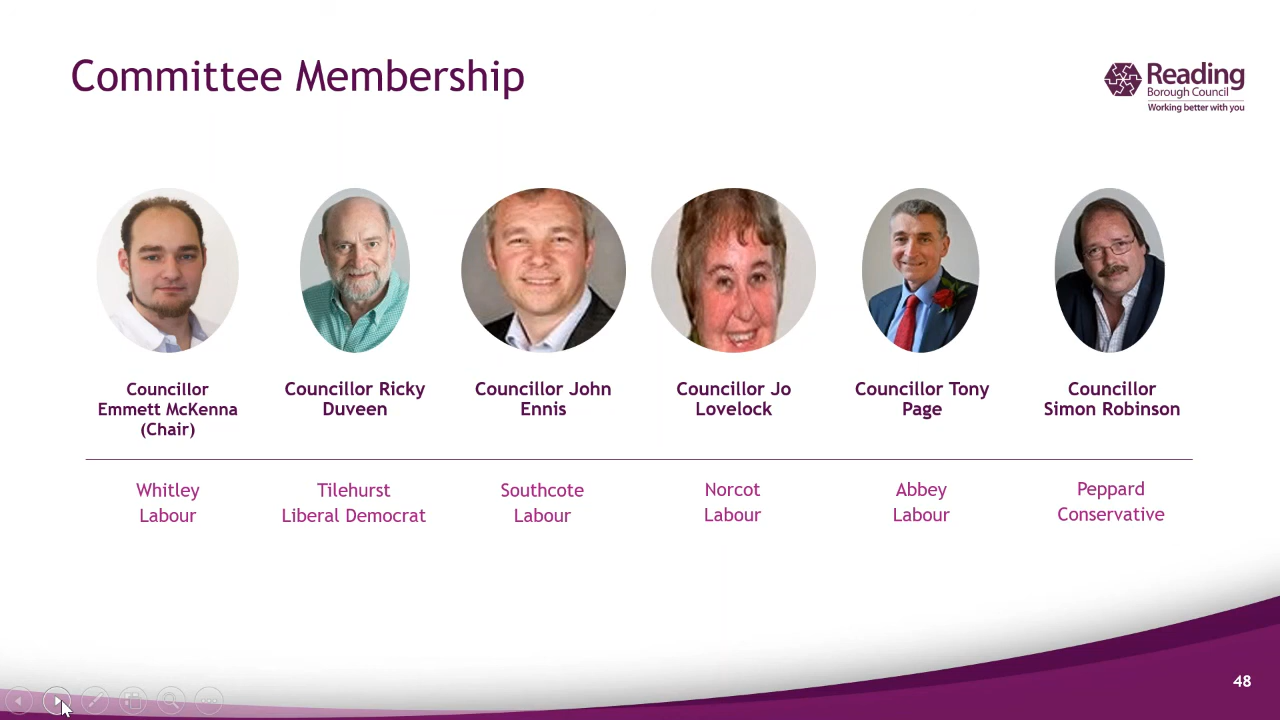 Committee Membership
Reading
Borough Council
Working better with you
Councillor
Emmett McKenna
(Chair)
Councillor Ricky
Duveen
Councillor John
Ennis
Councillor Jo
Lovelock
Councillor Tony
Page
Councillor
Simon Robinson
Whitley
Labour
Tilehurst
Liberal Democrat
Southcote
Labour
Norcot
Labour
Abbey
Labour
Peppard
Conservative
48